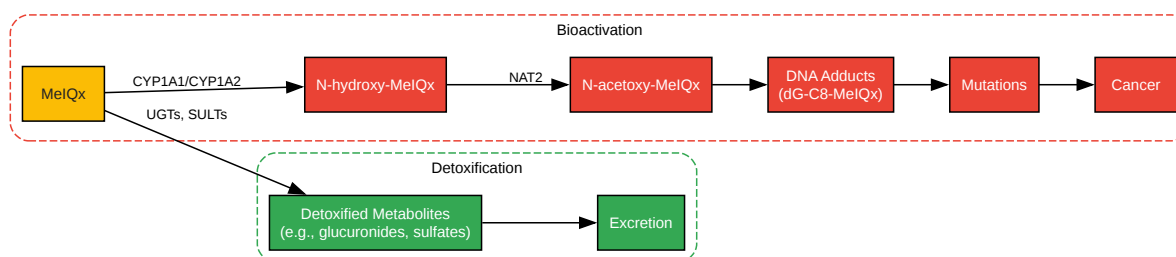 Bioactivation
MeIQx
CYP1A1/CYP1A2
N-hydroxy-MeIQx
NAT2
N-acetoxy-MeIQx
DNA Adducts
(dG-C8-MeIQx)
Mutations
Cancer
UGTs, SULTs
Detoxification
Detoxified Metabolites
(e.g., glucuronides, sulfates)
Excretion